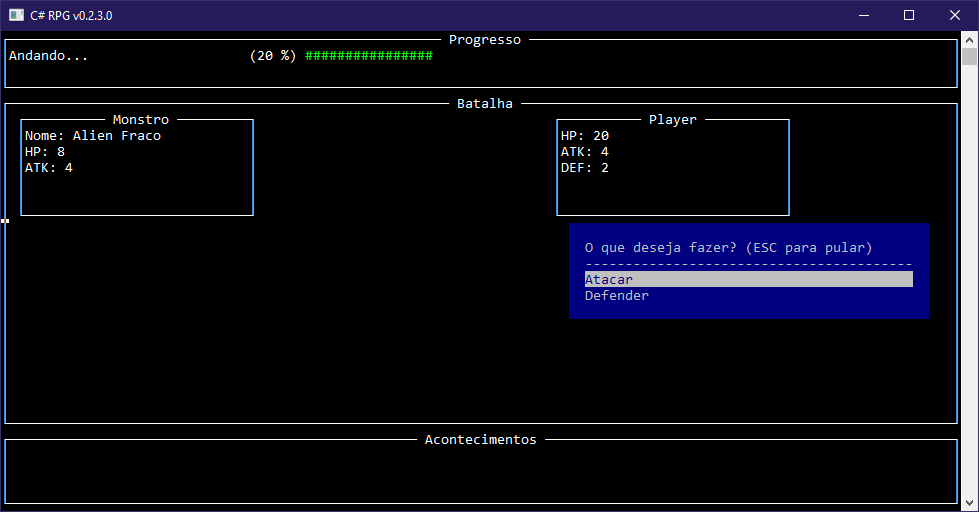 C# RPG v0.2.3.0
Progresso
Andando... (20 %) ################
Batalha
Monstro
Nome: Alien Fraco
HP: 8
ATK: 4
Player
HP: 20
ATK: 4
DEF: 2
O que deseja fazer? (ESC para pular)
-----------------------------------------
Atacar
Defender
Acontecimentos